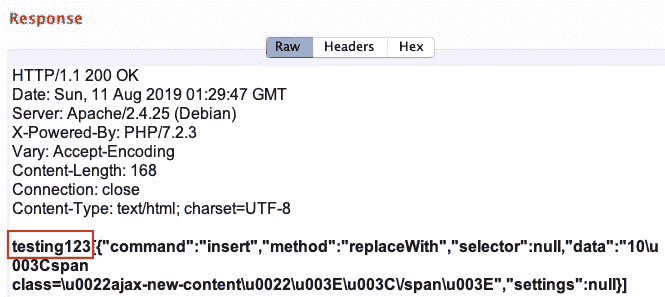 Response
Raw Headers Hex
HTTP/1.1 200 OK
Date: Sun, 11 Aug 2019 01:29:47 GMT
Server: Apache/2.4.25 (Debian)
X-Powered-By: PHP/7.2.3
Vary: Accept-Encoding
Content-Length: 168
Connection: close
Content-Type: text/html; charset=UTF-8
testing123[{"command":"insert","method":"replaceWith","selector":null,"data":"10\u
003Cspan
class=\u0022ajax-new-content\u0022\u003E\u003C\/span\u003E","settings":null}]